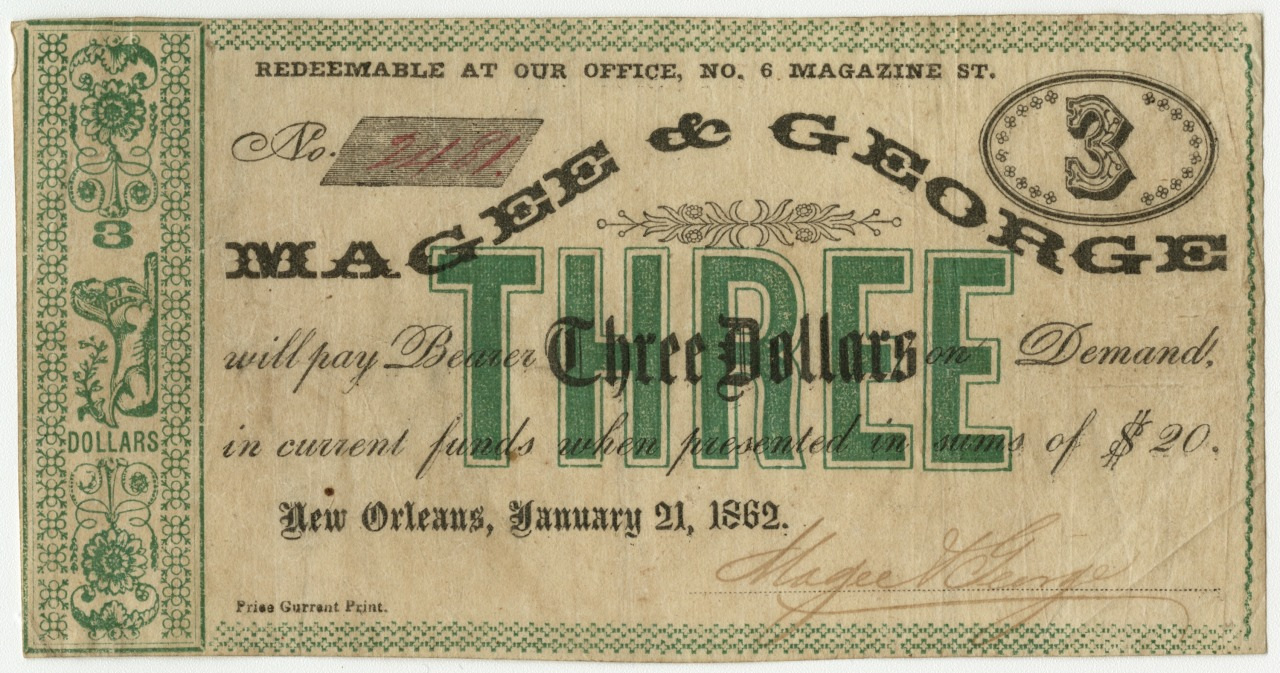 REDEEMABLE AT OUR OFFICE, NO. 6 MAGAZINE ST.
No.
3
MAGEE & GEORGE
3
DOLLARS
THREE
will pay Bearer Three Dollars on Demand,
in current funds when presented in sums of $20.
New Orleans, January 21, 1862.
Magee & George
Price Current Print.